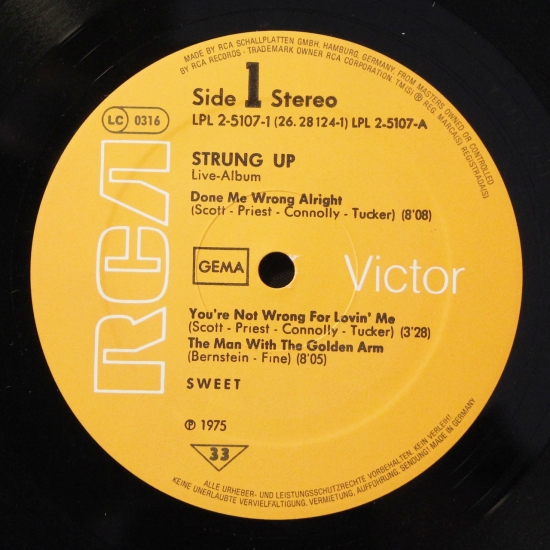 MADE BY RCA SCHALLPLATTEN GMBH, HAMBURG, GERMANY, FROM MASTERS OWNED OR CONTROLLED
BY RCA RECORDS - TRADEMARK OWNER RCA CORPORATION. TM(S) ® REG. MARCA(S) REGISTRADA(S)
Side 1 Stereo
LC 0316
LPL 2-5107-1 (26. 28 124-1) LPL 2-5107-A
STRUNG UP
Live-Album
Done Me Wrong Alright
(Scott - Priest - Connolly - Tucker) (8'08)
RCA
GEMA
Victor
You're Not Wrong For Lovin' Me
(Scott - Priest - Connolly - Tucker) (3'28)
The Man With The Golden Arm
(Bernstein - Fine) (8'05)
SWEET
℗ 1975
33
ALLE URHEBER- UND LEISTUNGSSCHUTZRECHTE VORBEHALTEN. KEIN VERLEIH!
KEINE UNERLAUBTE VERVIELFÄLTIGUNG, VERMIETUNG, AUFFÜHRUNG, SENDUNG! MADE IN GERMANY